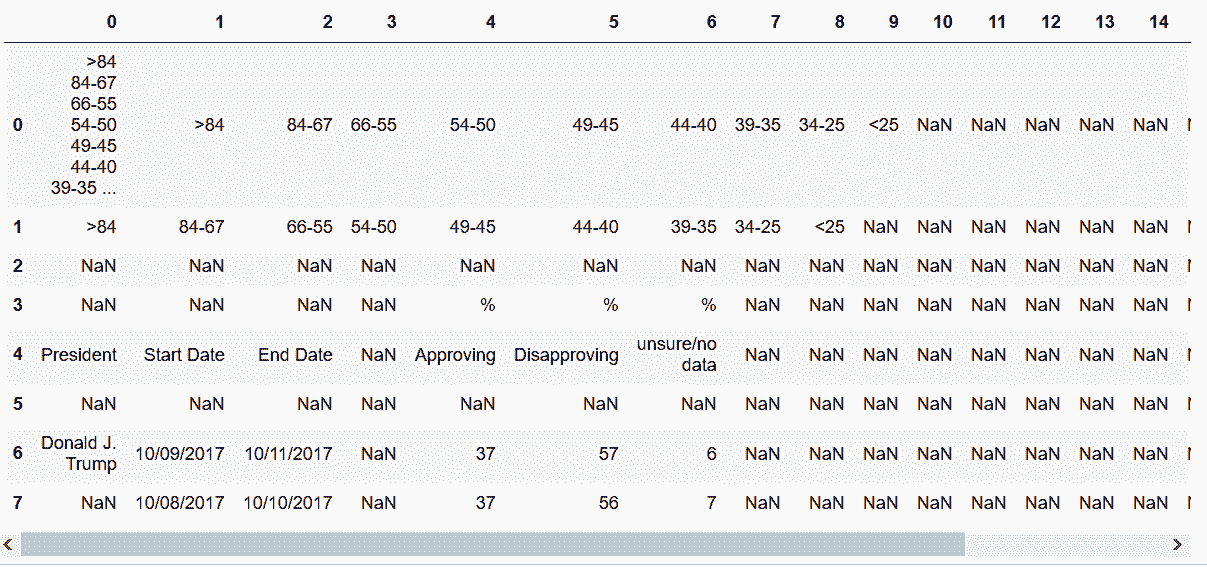 0 1 2 3 4 5 6 7 8 9 10 11 12 13 14
>84
84-67
66-55
0 54-50 >84 84-67 66-55 54-50 49-45 44-40 39-35 34-25 <25 NaN NaN NaN NaN NaN
49-45
44-40
39-35 ...
1 >84 84-67 66-55 54-50 49-45 44-40 39-35 34-25 <25 NaN NaN NaN NaN NaN NaN
2 NaN NaN NaN NaN NaN NaN NaN NaN NaN NaN NaN NaN NaN NaN NaN
3 NaN NaN NaN NaN % % % NaN NaN NaN NaN NaN NaN NaN NaN
4 President Start Date End Date NaN Approving Disapproving unsure/no NaN NaN NaN NaN NaN NaN NaN NaN
data
5 NaN NaN NaN NaN NaN NaN NaN NaN NaN NaN NaN NaN NaN NaN NaN
6 Donald J. 10/09/2017 10/11/2017 NaN 37 57 6 NaN NaN NaN NaN NaN NaN NaN NaN
Trump
7 NaN 10/08/2017 10/10/2017 NaN 37 56 7 NaN NaN NaN NaN NaN NaN NaN NaN